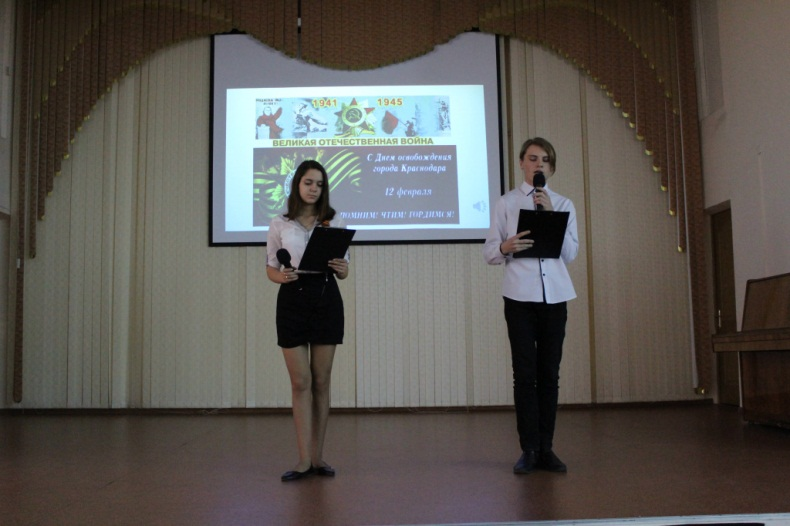 1941 1945
ВЕЛИКАЯ ОТЕЧЕСТВЕННАЯ ВОЙНА
С Днем освобождения
города Краснодара
12 февраля
ПОМНИМ! ЧТИМ! ГОРДИМСЯ!